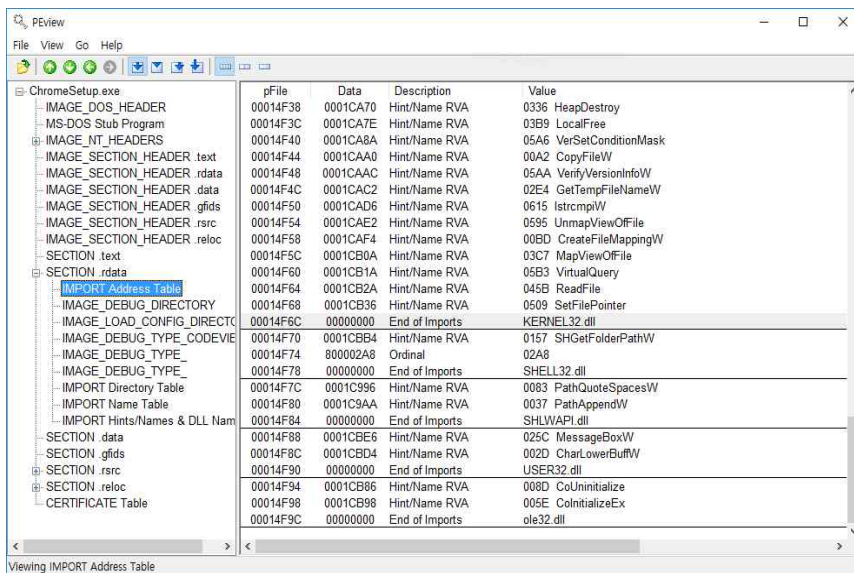 PEview
File View Go Help
ChromeSetup.exe
IMAGE_DOS_HEADER
MS-DOS Stub Program
IMAGE_NT_HEADERS
IMAGE_SECTION_HEADER .text
IMAGE_SECTION_HEADER .rdata
IMAGE_SECTION_HEADER .data
IMAGE_SECTION_HEADER .gfids
IMAGE_SECTION_HEADER .rsrc
IMAGE_SECTION_HEADER .reloc
SECTION .text
SECTION .rdata
IMPORT Address Table
IMAGE_DEBUG_DIRECTORY
IMAGE_LOAD_CONFIG_DIRECTO
IMAGE_DEBUG_TYPE_CODEVIE
IMAGE_DEBUG_TYPE_
IMAGE_DEBUG_TYPE_
IMPORT Directory Table
IMPORT Name Table
IMPORT Hints/Names & DLL Nam
SECTION .data
SECTION .gfids
SECTION .rsrc
SECTION .reloc
CERTIFICATE Table
pFile Data Description Value
00014F38 0001CA70 Hint/Name RVA 0336 HeapDestroy
00014F3C 0001CA7E Hint/Name RVA 03B9 LocalFree
00014F40 0001CA8A Hint/Name RVA 05A6 VerSetConditionMask
00014F44 0001CAA0 Hint/Name RVA 00A2 CopyFileW
00014F48 0001CAAC Hint/Name RVA 05AA VerifyVersionInfoW
00014F4C 0001CAC2 Hint/Name RVA 02E4 GetTempFileNameW
00014F50 0001CAD6 Hint/Name RVA 0615 lstrcmpiW
00014F54 0001CAE2 Hint/Name RVA 0595 UnmapViewOfFile
00014F58 0001CAF4 Hint/Name RVA 00BD CreateFileMappingW
00014F5C 0001CB0A Hint/Name RVA 03C7 MapViewOfFile
00014F60 0001CB1A Hint/Name RVA 05B3 VirtualQuery
00014F64 0001CB2A Hint/Name RVA 045B ReadFile
00014F68 0001CB36 Hint/Name RVA 0509 SetFilePointer
00014F6C 00000000 End of Imports KERNEL32.dll
00014F70 0001CBB4 Hint/Name RVA 0157 SHGetFolderPathW
00014F74 800002A8 Ordinal 02A8
00014F78 00000000 End of Imports SHELL32.dll
00014F7C 0001C996 Hint/Name RVA 0083 PathQuoteSpacesW
00014F80 0001C9AA Hint/Name RVA 0037 PathAppendW
00014F84 00000000 End of Imports SHLWAPI.dll
00014F88 0001CBE6 Hint/Name RVA 025C MessageBoxW
00014F8C 0001CBD4 Hint/Name RVA 002D CharLowerBuffW
00014F90 00000000 End of Imports USER32.dll
00014F94 0001CB86 Hint/Name RVA 008D CoUninitialize
00014F98 0001CB98 Hint/Name RVA 005E CoInitializeEx
00014F9C 00000000 End of Imports ole32.dll
Viewing IMPORT Address Table